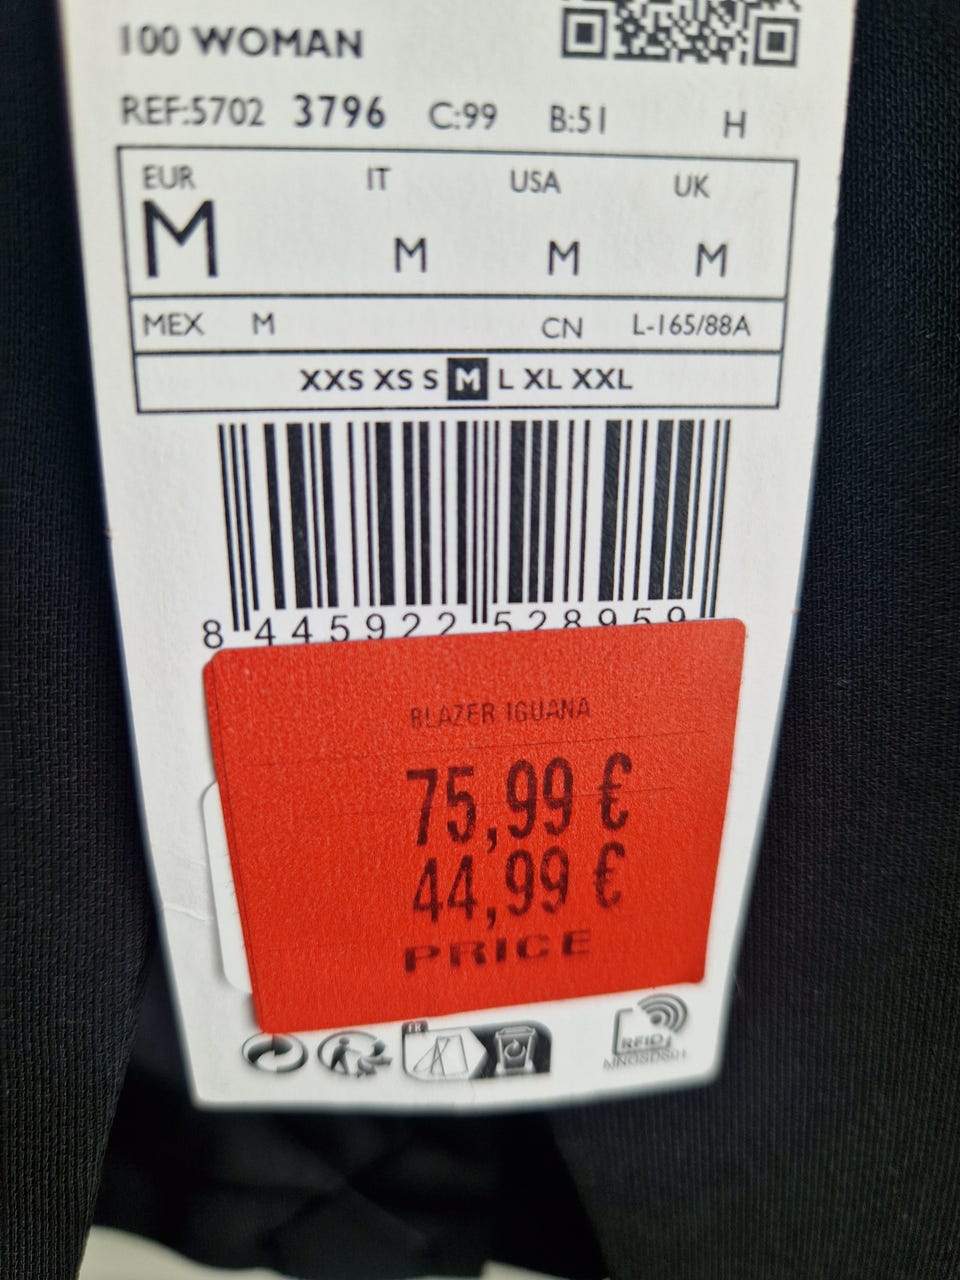 100 WOMAN
REF:5702 3796 C:99 B:51 H
EUR IT USA UK
M M M M
MEX M CN L-165/88A
XXS XS S M L XL XXL
8 445922 528959
BLAZER IGUANA
75,99 €
44,99 €
PRICE
FR
RFID